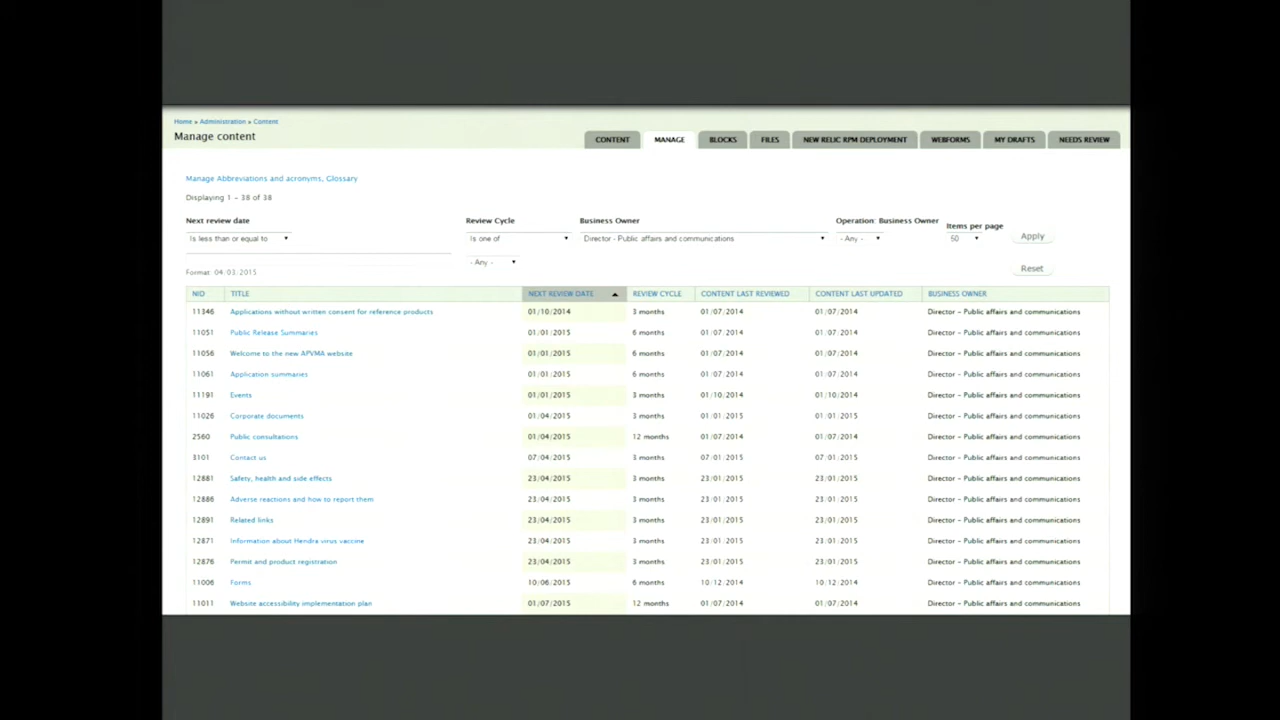 Home » Administration » Content
Manage content
CONTENT MANAGE BLOCKS FILES NEW RELIC RPM DEPLOYMENT WEBFORMS MY DRAFTS NEEDS REVIEW
Manage Abbreviations and acronyms, Glossary
Displaying 1 - 38 of 38
Next review date Review Cycle Business Owner Operation: Business Owner Items per page
Is less than or equal to Is one of Director - Public affairs and communications - Any - 50 Apply
- Any -
Format: 04.03.2015 Reset
NID TITLE NEXT REVIEW DATE REVIEW CYCLE CONTENT LAST REVIEWED CONTENT LAST UPDATED BUSINESS OWNER
11346 Applications without written consent for reference products 01/10/2014 3 months 01/07/2014 01/07/2014 Director - Public affairs and communications
11051 Public Release Summaries 01/01/2015 6 months 01/07/2014 01/07/2014 Director - Public affairs and communications
11056 Welcome to the new APVMA website 01/01/2015 6 months 01/07/2014 01/07/2014 Director - Public affairs and communications
11061 Application summaries 01/01/2015 6 months 01/07/2014 01/07/2014 Director - Public affairs and communications
11191 Events 01/01/2015 3 months 01/10/2014 01/10/2014 Director - Public affairs and communications
11026 Corporate documents 01/04/2015 3 months 01/01/2015 01/01/2015 Director - Public affairs and communications
2560 Public consultations 01/04/2015 12 months 01/07/2014 01/07/2014 Director - Public affairs and communications
3101 Contact us 07/04/2015 3 months 07/01/2015 07/01/2015 Director - Public affairs and communications
12881 Safety, health and side effects 23/04/2015 3 months 23/01/2015 23/01/2015 Director - Public affairs and communications
12886 Adverse reactions and how to report them 23/04/2015 3 months 23/01/2015 23/01/2015 Director - Public affairs and communications
12891 Related links 23/04/2015 3 months 23/01/2015 23/01/2015 Director - Public affairs and communications
12871 Information about Hendra virus vaccine 23/04/2015 3 months 23/01/2015 23/01/2015 Director - Public affairs and communications
12876 Permit and product registration 23/04/2015 3 months 23/01/2015 23/01/2015 Director - Public affairs and communications
11006 Forms 10/06/2015 6 months 10/12/2014 10/12/2014 Director - Public affairs and communications
11011 Website accessibility implementation plan 01/07/2015 12 months 01/07/2014 01/07/2014 Director - Public affairs and communications